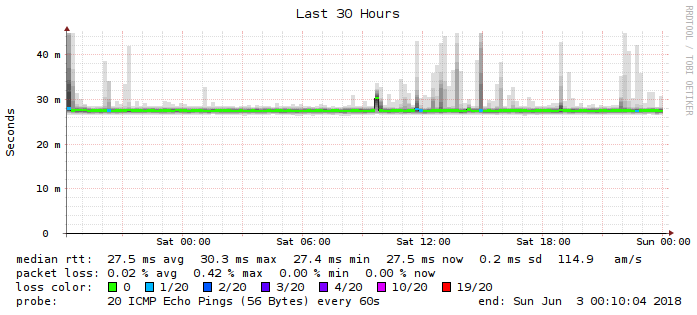 Last 30 Hours
RRDTOOL / TOBI OETIKER
Seconds
40 m
30 m
20 m
10 m
0
Sat 00:00 Sat 06:00 Sat 12:00 Sat 18:00 Sun 00:00
median rtt: 27.5 ms avg 30.3 ms max 27.4 ms min 27.5 ms now 0.2 ms sd 114.9 am/s
packet loss: 0.02 % avg 0.42 % max 0.00 % min 0.00 % now
loss color: 0 1/20 2/20 3/20 4/20 10/20 19/20
probe: 20 ICMP Echo Pings (56 Bytes) every 60s end: Sun Jun 3 00:10:04 2018